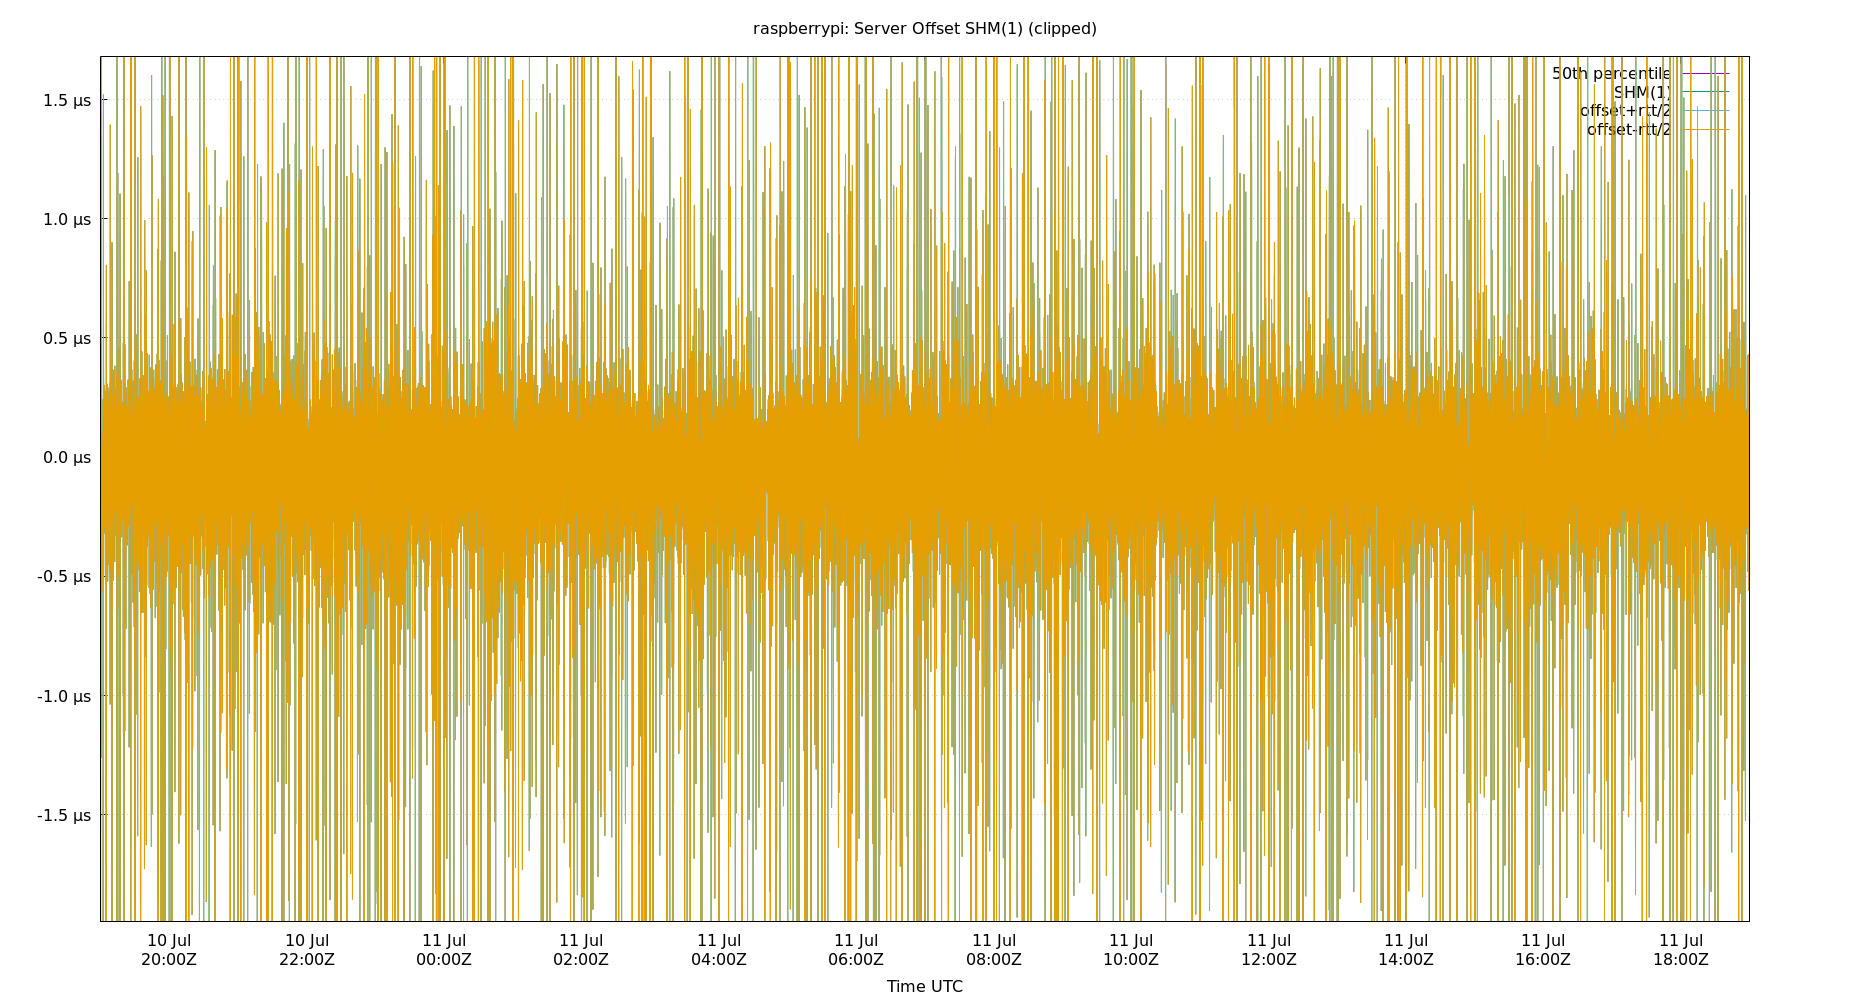 raspberrypi: Server Offset SHM(1) (clipped)
50th percentile
SHM(1)
offset+rtt/2
offset-rtt/2
1.5 µs
1.0 µs
0.5 µs
0.0 µs
-0.5 µs
-1.0 µs
-1.5 µs
10 Jul 10 Jul 11 Jul 11 Jul 11 Jul 11 Jul 11 Jul 11 Jul 11 Jul 11 Jul 11 Jul 11 Jul
20:00Z 22:00Z 00:00Z 02:00Z 04:00Z 06:00Z 08:00Z 10:00Z 12:00Z 14:00Z 16:00Z 18:00Z
Time UTC